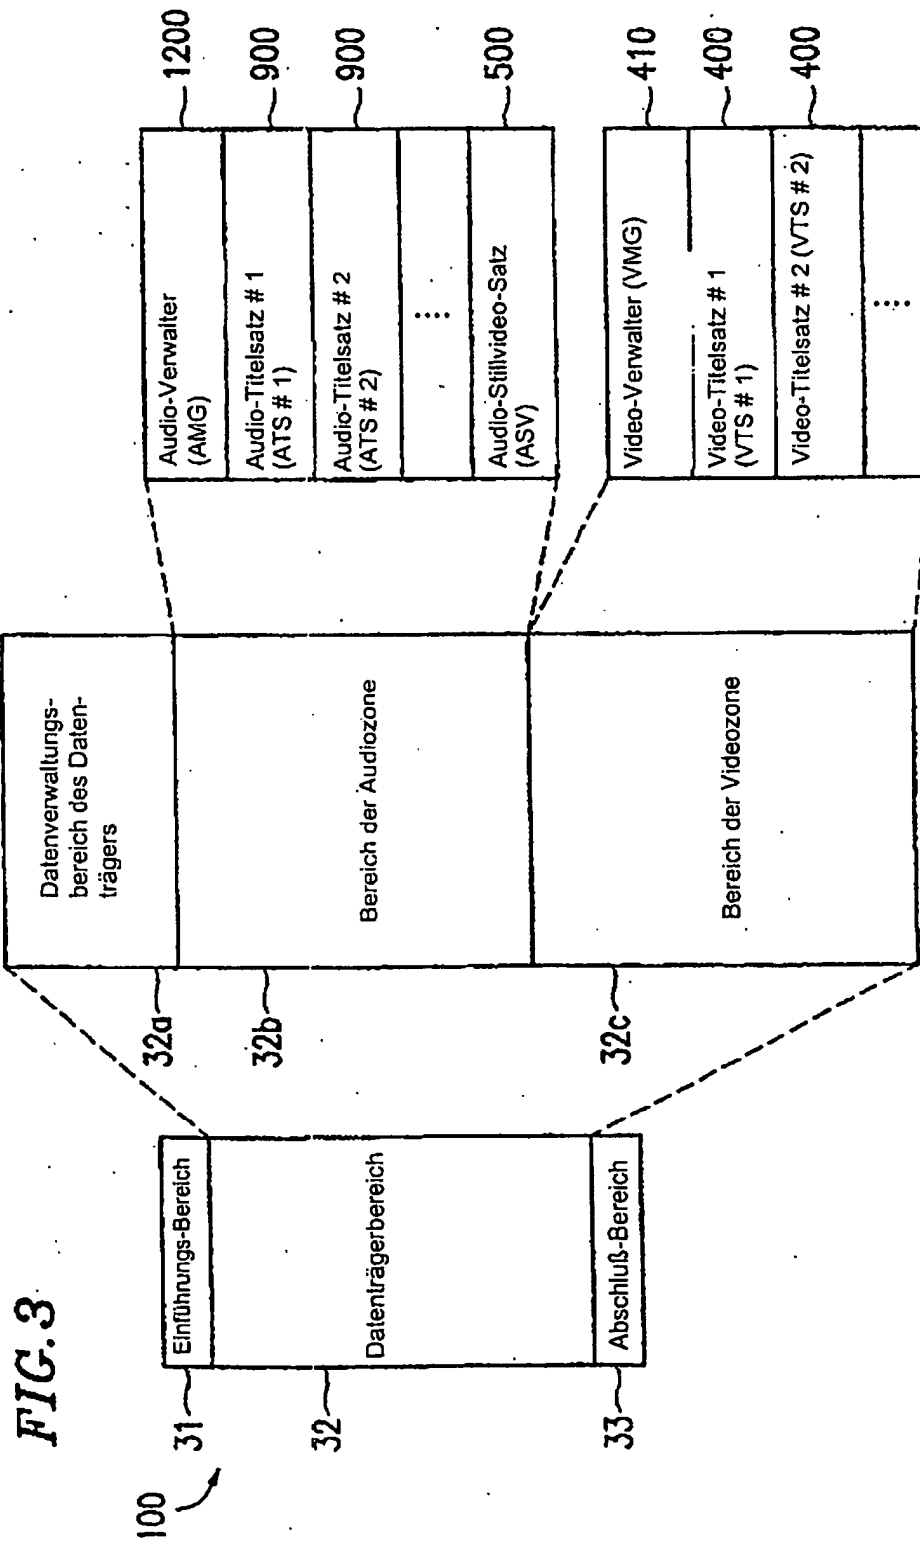 FIG.3
100
31
Einführungs-Bereich
32
Datenträgerbereich
33
Abschluß-Bereich
32a
Datenverwaltungs-
bereich des Daten-
trägers
32b
Bereich der Audiozone
32c
Bereich der Videozone
Audio-Verwalter
(AMG)
1200
Audio-Titelsatz # 1
(ATS # 1)
900
Audio-Titelsatz # 2
(ATS # 2)
900
Audio-Stillvideo-Satz
(ASV)
500
Video-Verwalter (VMG)
410
Video-Titelsatz # 1
(VTS # 1)
400
Video-Titelsatz # 2 (VTS # 2)
400